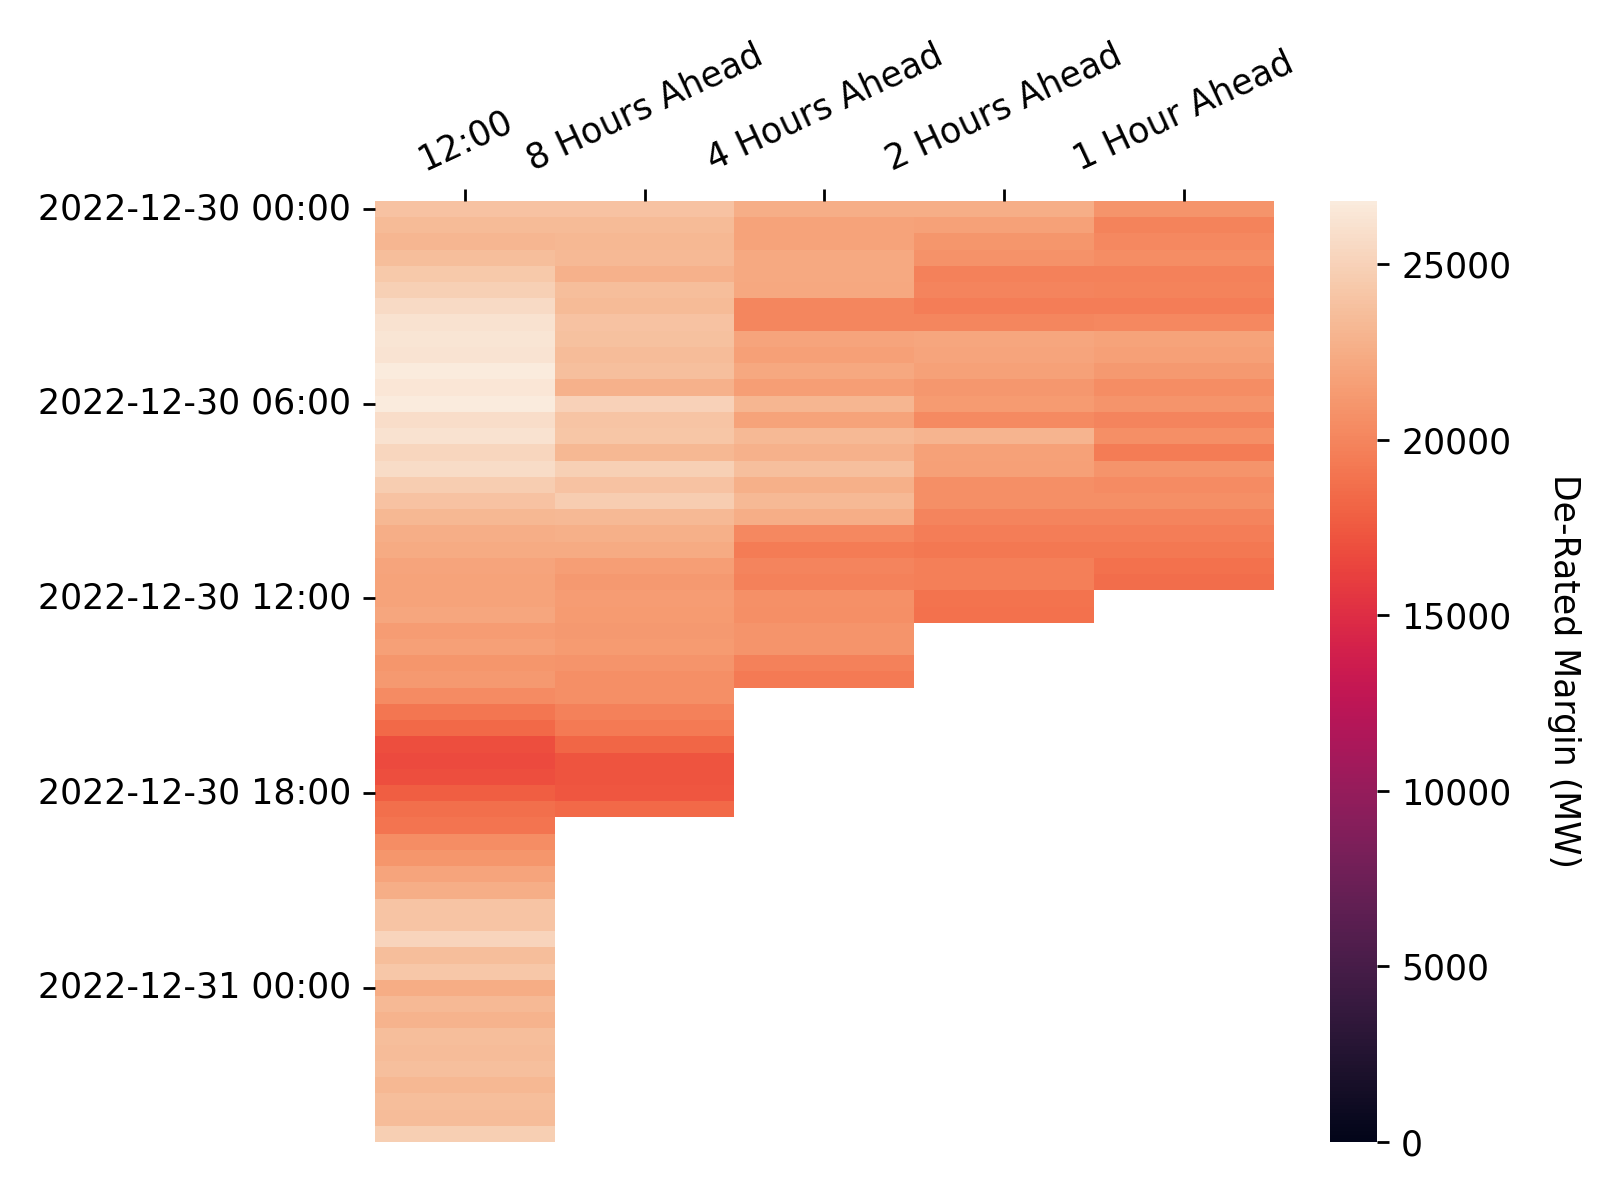 12:00
8 Hours Ahead
4 Hours Ahead
2 Hours Ahead
1 Hour Ahead
2022-12-30 00:00
2022-12-30 06:00
2022-12-30 12:00
2022-12-30 18:00
2022-12-31 00:00
25000
20000
15000
10000
5000
0
De-Rated Margin (MW)